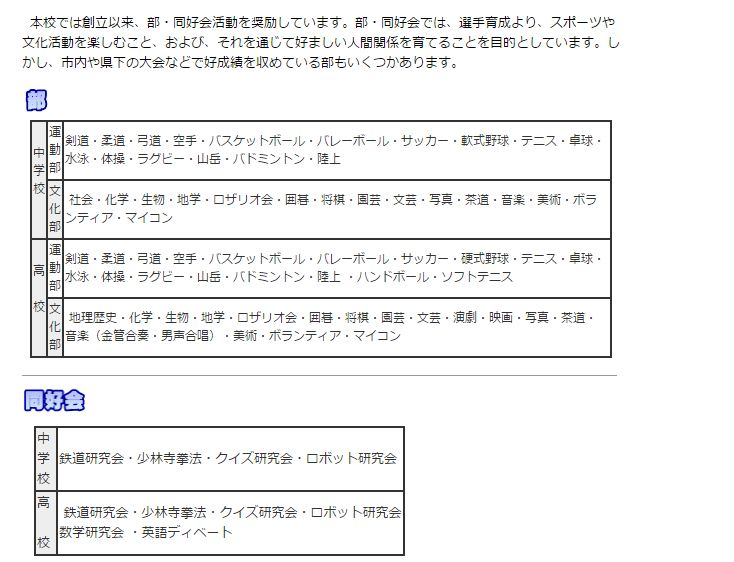 本校では創立以来、部・同好会活動を奨励しています。部・同好会では、選手育成より、スポーツや
文化活動を楽しむこと、および、それを通じて好ましい人間関係を育てることを目的としています。し
かし、市内や県下の大会などで好成績を収めている部もいくつかあります。
部
中学校
運動部
剣道・柔道・弓道・空手・バスケットボール・バレーボール・サッカー・軟式野球・テニス・卓球・
水泳・体操・ラグビー・山岳・バドミントン・陸上
文化部
社会・化学・生物・地学・ロザリオ会・囲碁・将棋・園芸・文芸・写真・茶道・音楽・美術・ボラ
ンティア・マイコン
高校
運動部
剣道・柔道・弓道・空手・バスケットボール・バレーボール・サッカー・硬式野球・テニス・卓球・
水泳・体操・ラグビー・山岳・バドミントン・陸上 ・ハンドボール・ソフトテニス
文化部
地理歴史・化学・生物・地学・ロザリオ会・囲碁・将棋・園芸・文芸・演劇・映画・写真・茶道・
音楽（金管合奏・男声合唱）・美術・ボランティア・マイコン
同好会
中学校
鉄道研究会・少林寺拳法・クイズ研究会・ロボット研究会
高校
鉄道研究会・少林寺拳法・クイズ研究会・ロボット研究会
数学研究会 ・英語ディベート